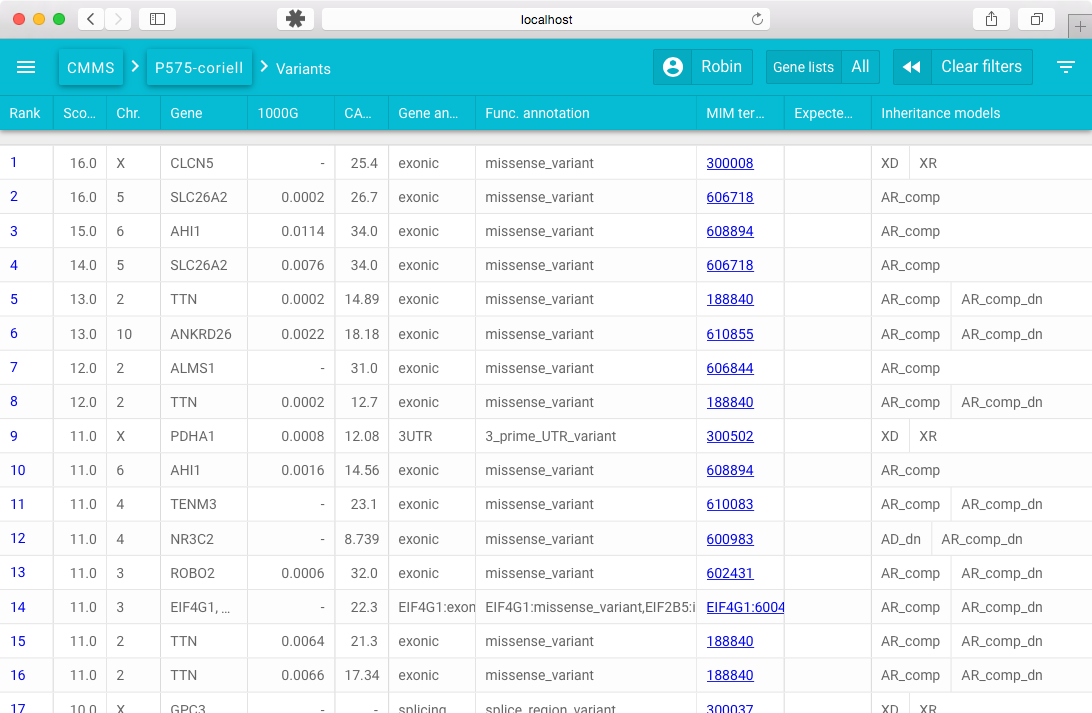 localhost
CMMS P575-coriell Variants Robin Gene lists All Clear filters
Rank Sco... Chr. Gene 1000G CA... Gene an... Func. annotation MIM ter... Expecte... Inheritance models
1 16.0 X CLCN5 - 25.4 exonic missense_variant 300008 XD XR
2 16.0 5 SLC26A2 0.0002 26.7 exonic missense_variant 606718 AR_comp
3 15.0 6 AHI1 0.0114 34.0 exonic missense_variant 608894 AR_comp
4 14.0 5 SLC26A2 0.0076 34.0 exonic missense_variant 606718 AR_comp
5 13.0 2 TTN 0.0002 14.89 exonic missense_variant 188840 AR_comp AR_comp_dn
6 13.0 10 ANKRD26 0.0022 18.18 exonic missense_variant 610855 AR_comp AR_comp_dn
7 12.0 2 ALMS1 - 31.0 exonic missense_variant 606844 AR_comp
8 12.0 2 TTN 0.0002 12.7 exonic missense_variant 188840 AR_comp AR_comp_dn
9 11.0 X PDHA1 0.0008 12.08 3UTR 3_prime_UTR_variant 300502 XD XR
10 11.0 6 AHI1 0.0016 14.56 exonic missense_variant 608894 AR_comp
11 11.0 4 TENM3 - 23.1 exonic missense_variant 610083 AR_comp AR_comp_dn
12 11.0 4 NR3C2 - 8.739 exonic missense_variant 600983 AD_dn AR_comp_dn
13 11.0 3 ROBO2 0.0006 32.0 exonic missense_variant 602431 AR_comp AR_comp_dn
14 11.0 3 EIF4G1, ... - 22.3 EIF4G1:exon EIF4G1:missense_variant,EIF2B5:i EIF4G1:6004 AR_comp AR_comp_dn
15 11.0 2 TTN 0.0064 21.3 exonic missense_variant 188840 AR_comp AR_comp_dn
16 11.0 2 TTN 0.0066 17.34 exonic missense_variant 188840 AR_comp AR_comp_dn
17 10.0 X GPC3 - - splicing splice_region_variant 300037 XD XR